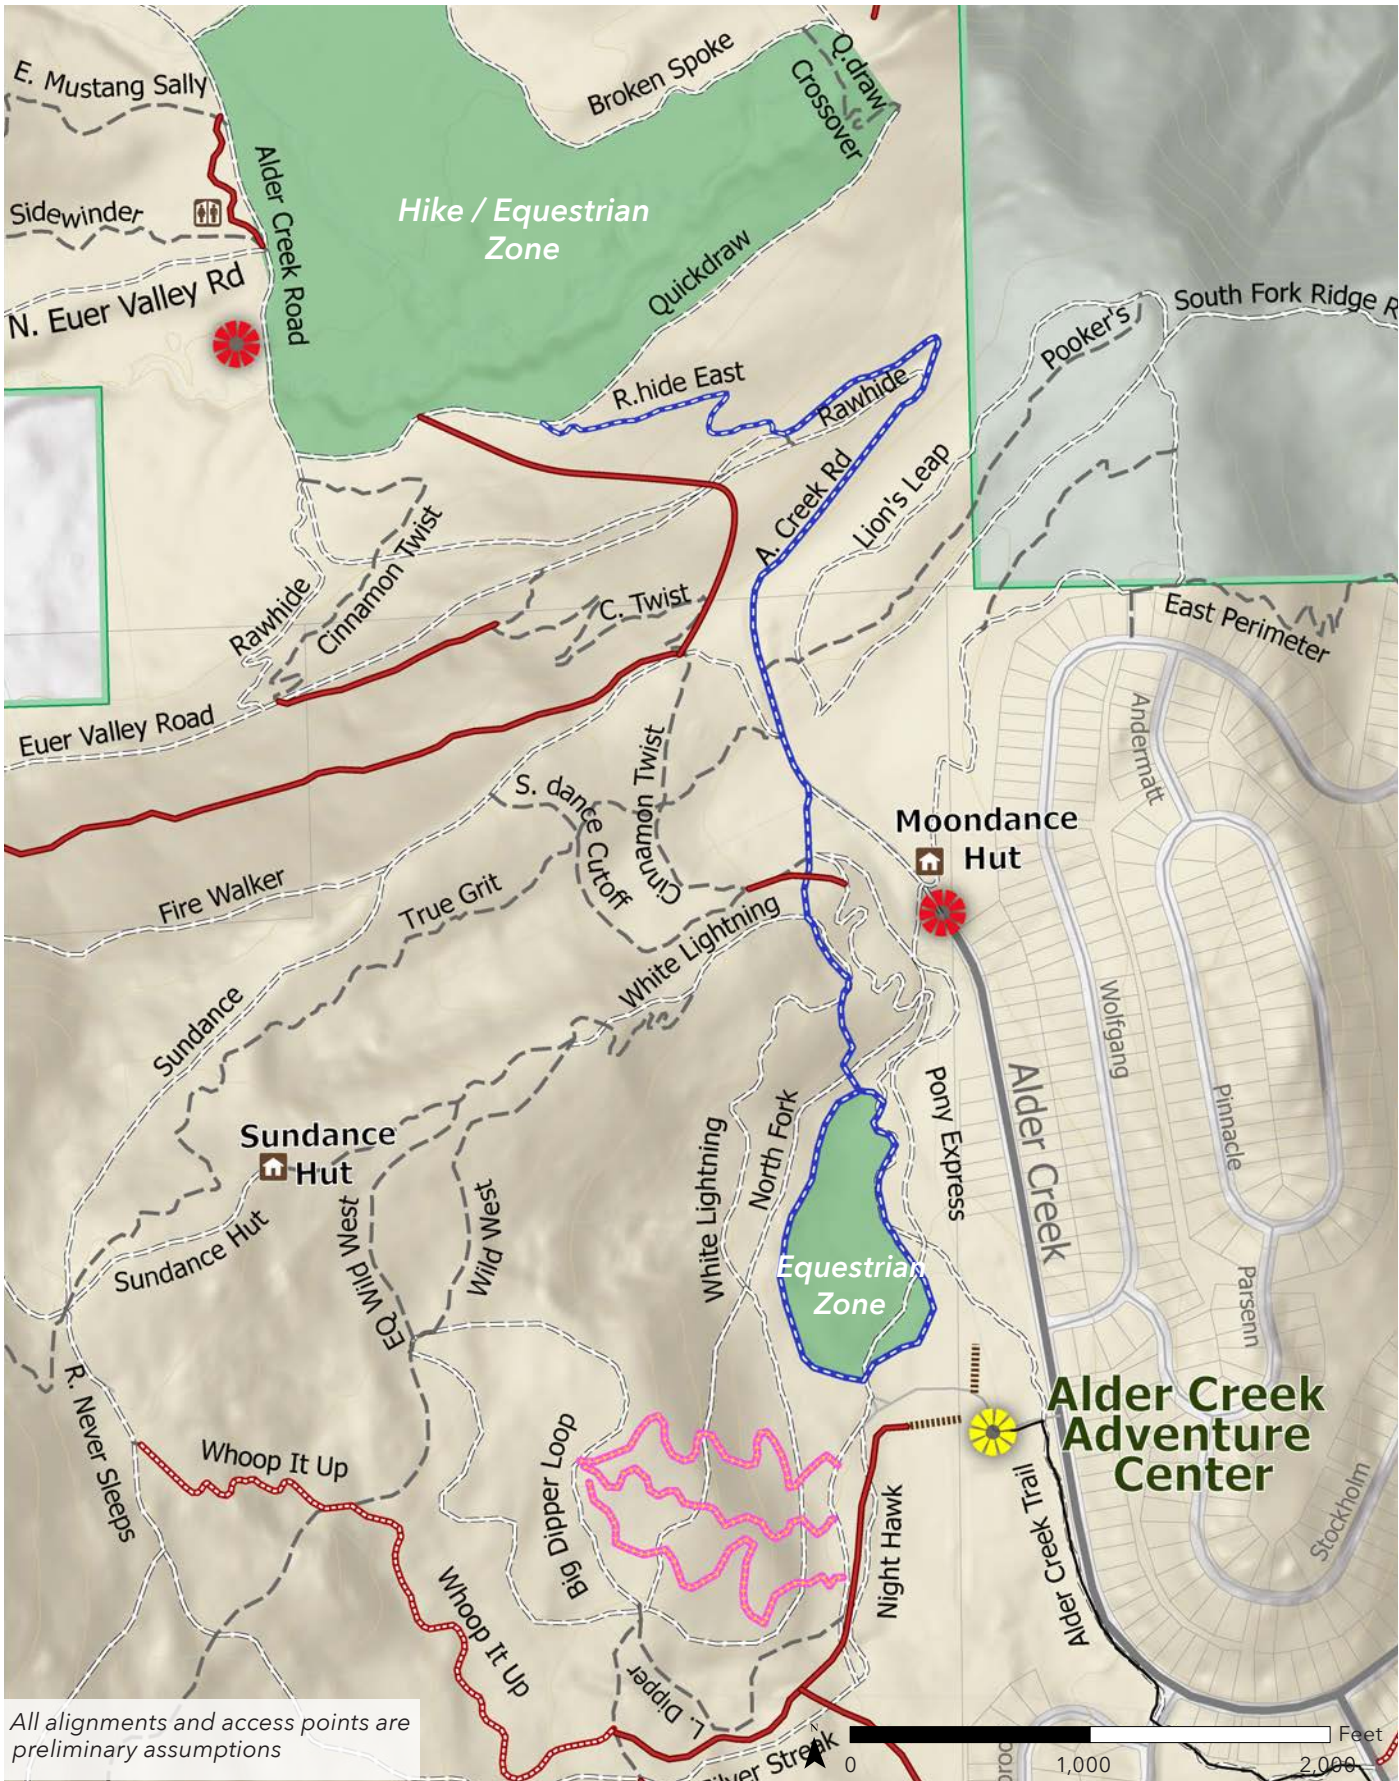 E. Mustang Sally
Broken Spoke
Q.draw
Crossover
Alder Creek Road
Sidewinder
Hike / Equestrian
Zone
Quickdraw
N. Euer Valley Rd
South Fork Ridge R
Pooker's
R.hide East
Rawhide
A. Creek Rd
Lion's Leap
Cinnamon Twist
Rawhide
C. Twist
East Perimeter
Euer Valley Road
Andermatt
Cinnamon Twist
S. dance
Cutoff
Moondance
Hut
Fire Walker
True Grit
White Lightning
Sundance
Wolfgang
Alder Creek
Pony Express
Pinnacle
North Fork
White Lightning
Sundance
Hut
Wild West
EQ Wild West
Sundance Hut
Equestrian
Zone
Parsenn
R. Never Sleeps
Alder Creek
Adventure
Center
Whoop It Up
Big Dipper Loop
Night Hawk
Alder Creek Trail
Stockholm
Whoop It Up
L. Dipper
All alignments and access points are
preliminary assumptions
ilver Streak
N
Feet
0
1,000
2,000